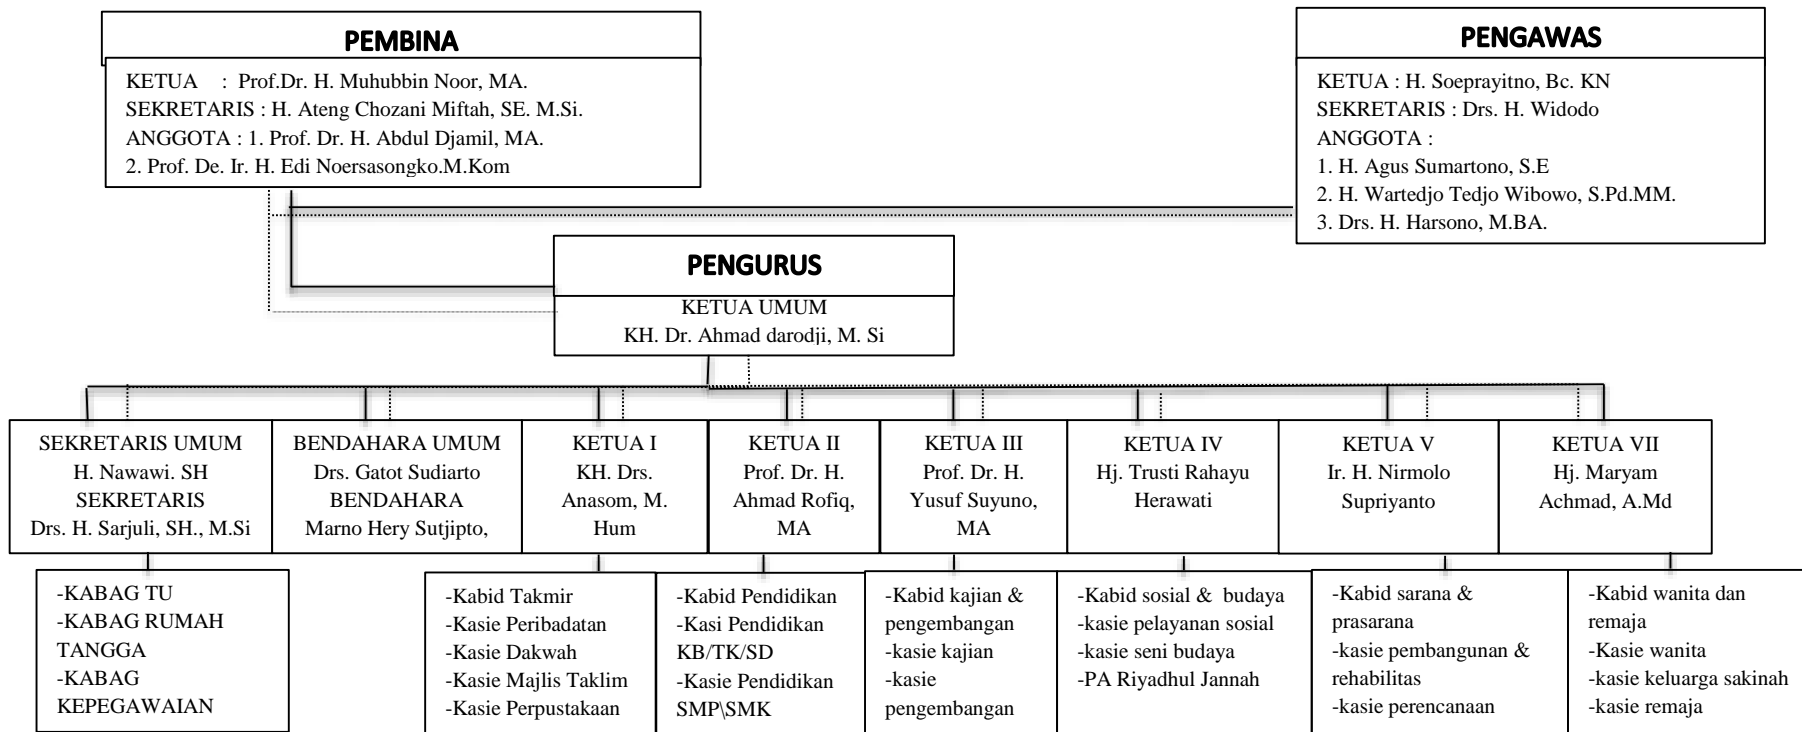 PEMBINA
KETUA : Prof.Dr. H. Muhubbin Noor, MA.
SEKRETARIS : H. Ateng Chozani Miftah, SE. M.Si.
ANGGOTA : 1. Prof. Dr. H. Abdul Djamil, MA.
2. Prof. De. Ir. H. Edi Noersasongko.M.Kom
PENGAWAS
KETUA : H. Soeprayitno, Bc. KN
SEKRETARIS : Drs. H. Widodo
ANGGOTA :
1. H. Agus Sumartono, S.E
2. H. Wartedjo Tedjo Wibowo, S.Pd.MM.
3. Drs. H. Harsono, M.BA.
PENGURUS
KETUA UMUM
KH. Dr. Ahmad darodji, M. Si
SEKRETARIS UMUM
H. Nawawi. SH
SEKRETARIS
Drs. H. Sarjuli, SH., M.Si
BENDAHARA UMUM
Drs. Gatot Sudiarto
BENDAHARA
Marno Hery Sutjipto,
KETUA I
KH. Drs.
Anasom, M.
Hum
KETUA II
Prof. Dr. H.
Ahmad Rofiq,
MA
KETUA III
Prof. Dr. H.
Yusuf Suyuno,
MA
KETUA IV
Hj. Trusti Rahayu
Herawati
KETUA V
Ir. H. Nirmolo
Supriyanto
KETUA VII
Hj. Maryam
Achmad, A.Md
-KABAG TU
-KABAG RUMAH
TANGGA
-KABAG
KEPEGAWAIAN
-Kabid Takmir
-Kasie Peribadatan
-Kasie Dakwah
-Kasie Majlis Taklim
-Kasie Perpustakaan
-Kabid Pendidikan
-Kasi Pendidikan
KB/TK/SD
-Kasie Pendidikan
SMP\SMK
-Kabid kajian &
pengembangan
-kasie kajian
-kasie
pengembangan
-Kabid sosial & budaya
-kasie pelayanan sosial
-kasie seni budaya
-PA Riyadhul Jannah
-Kabid sarana &
prasarana
-kasie pembangunan &
rehabilitas
-kasie perencanaan
-Kabid wanita dan
remaja
-Kasie wanita
-kasie keluarga sakinah
-kasie remaja